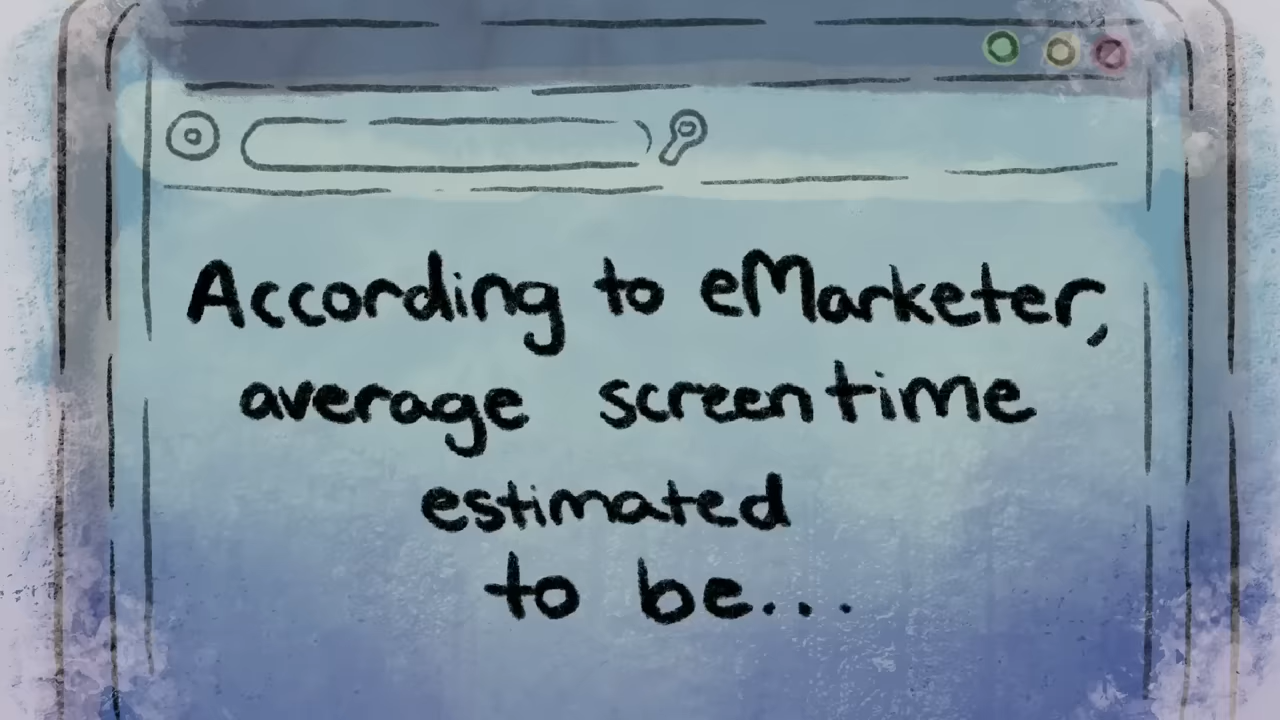 According to eMarketer,
average screentime
estimated
to be...